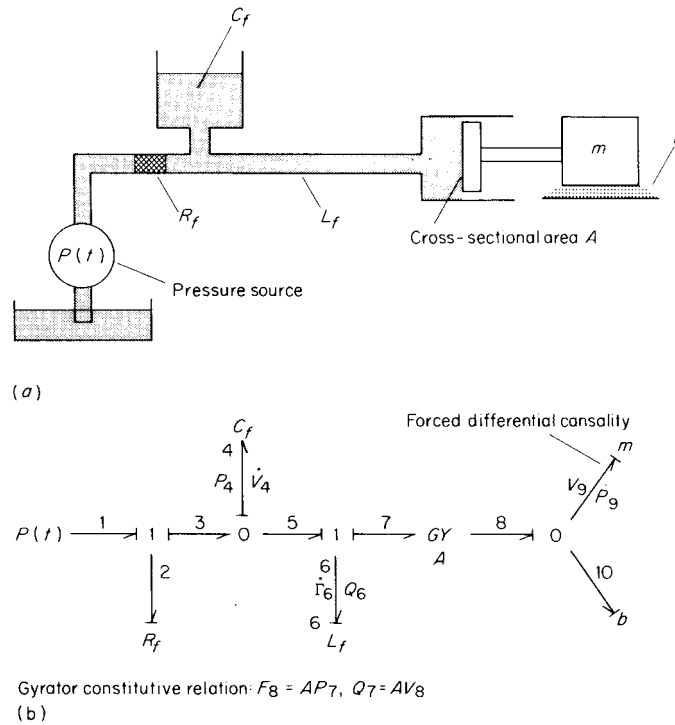 C_f
R_f
L_f
m
Cross-sectional area A
P(t)
Pressure source
(a)
Forced differential cansality
C_f
m
4
P_4 V̇_4
V_9 Ṗ_9
P(t) 1 1 3 0 5 1 7 GY 8 0
A
2
6
Γ̇_6 Q_6
10
6
R_f
L_f
b
Gyrator constitutive relation: F_8 = AP_7, Q_7 = AV_8
(b)